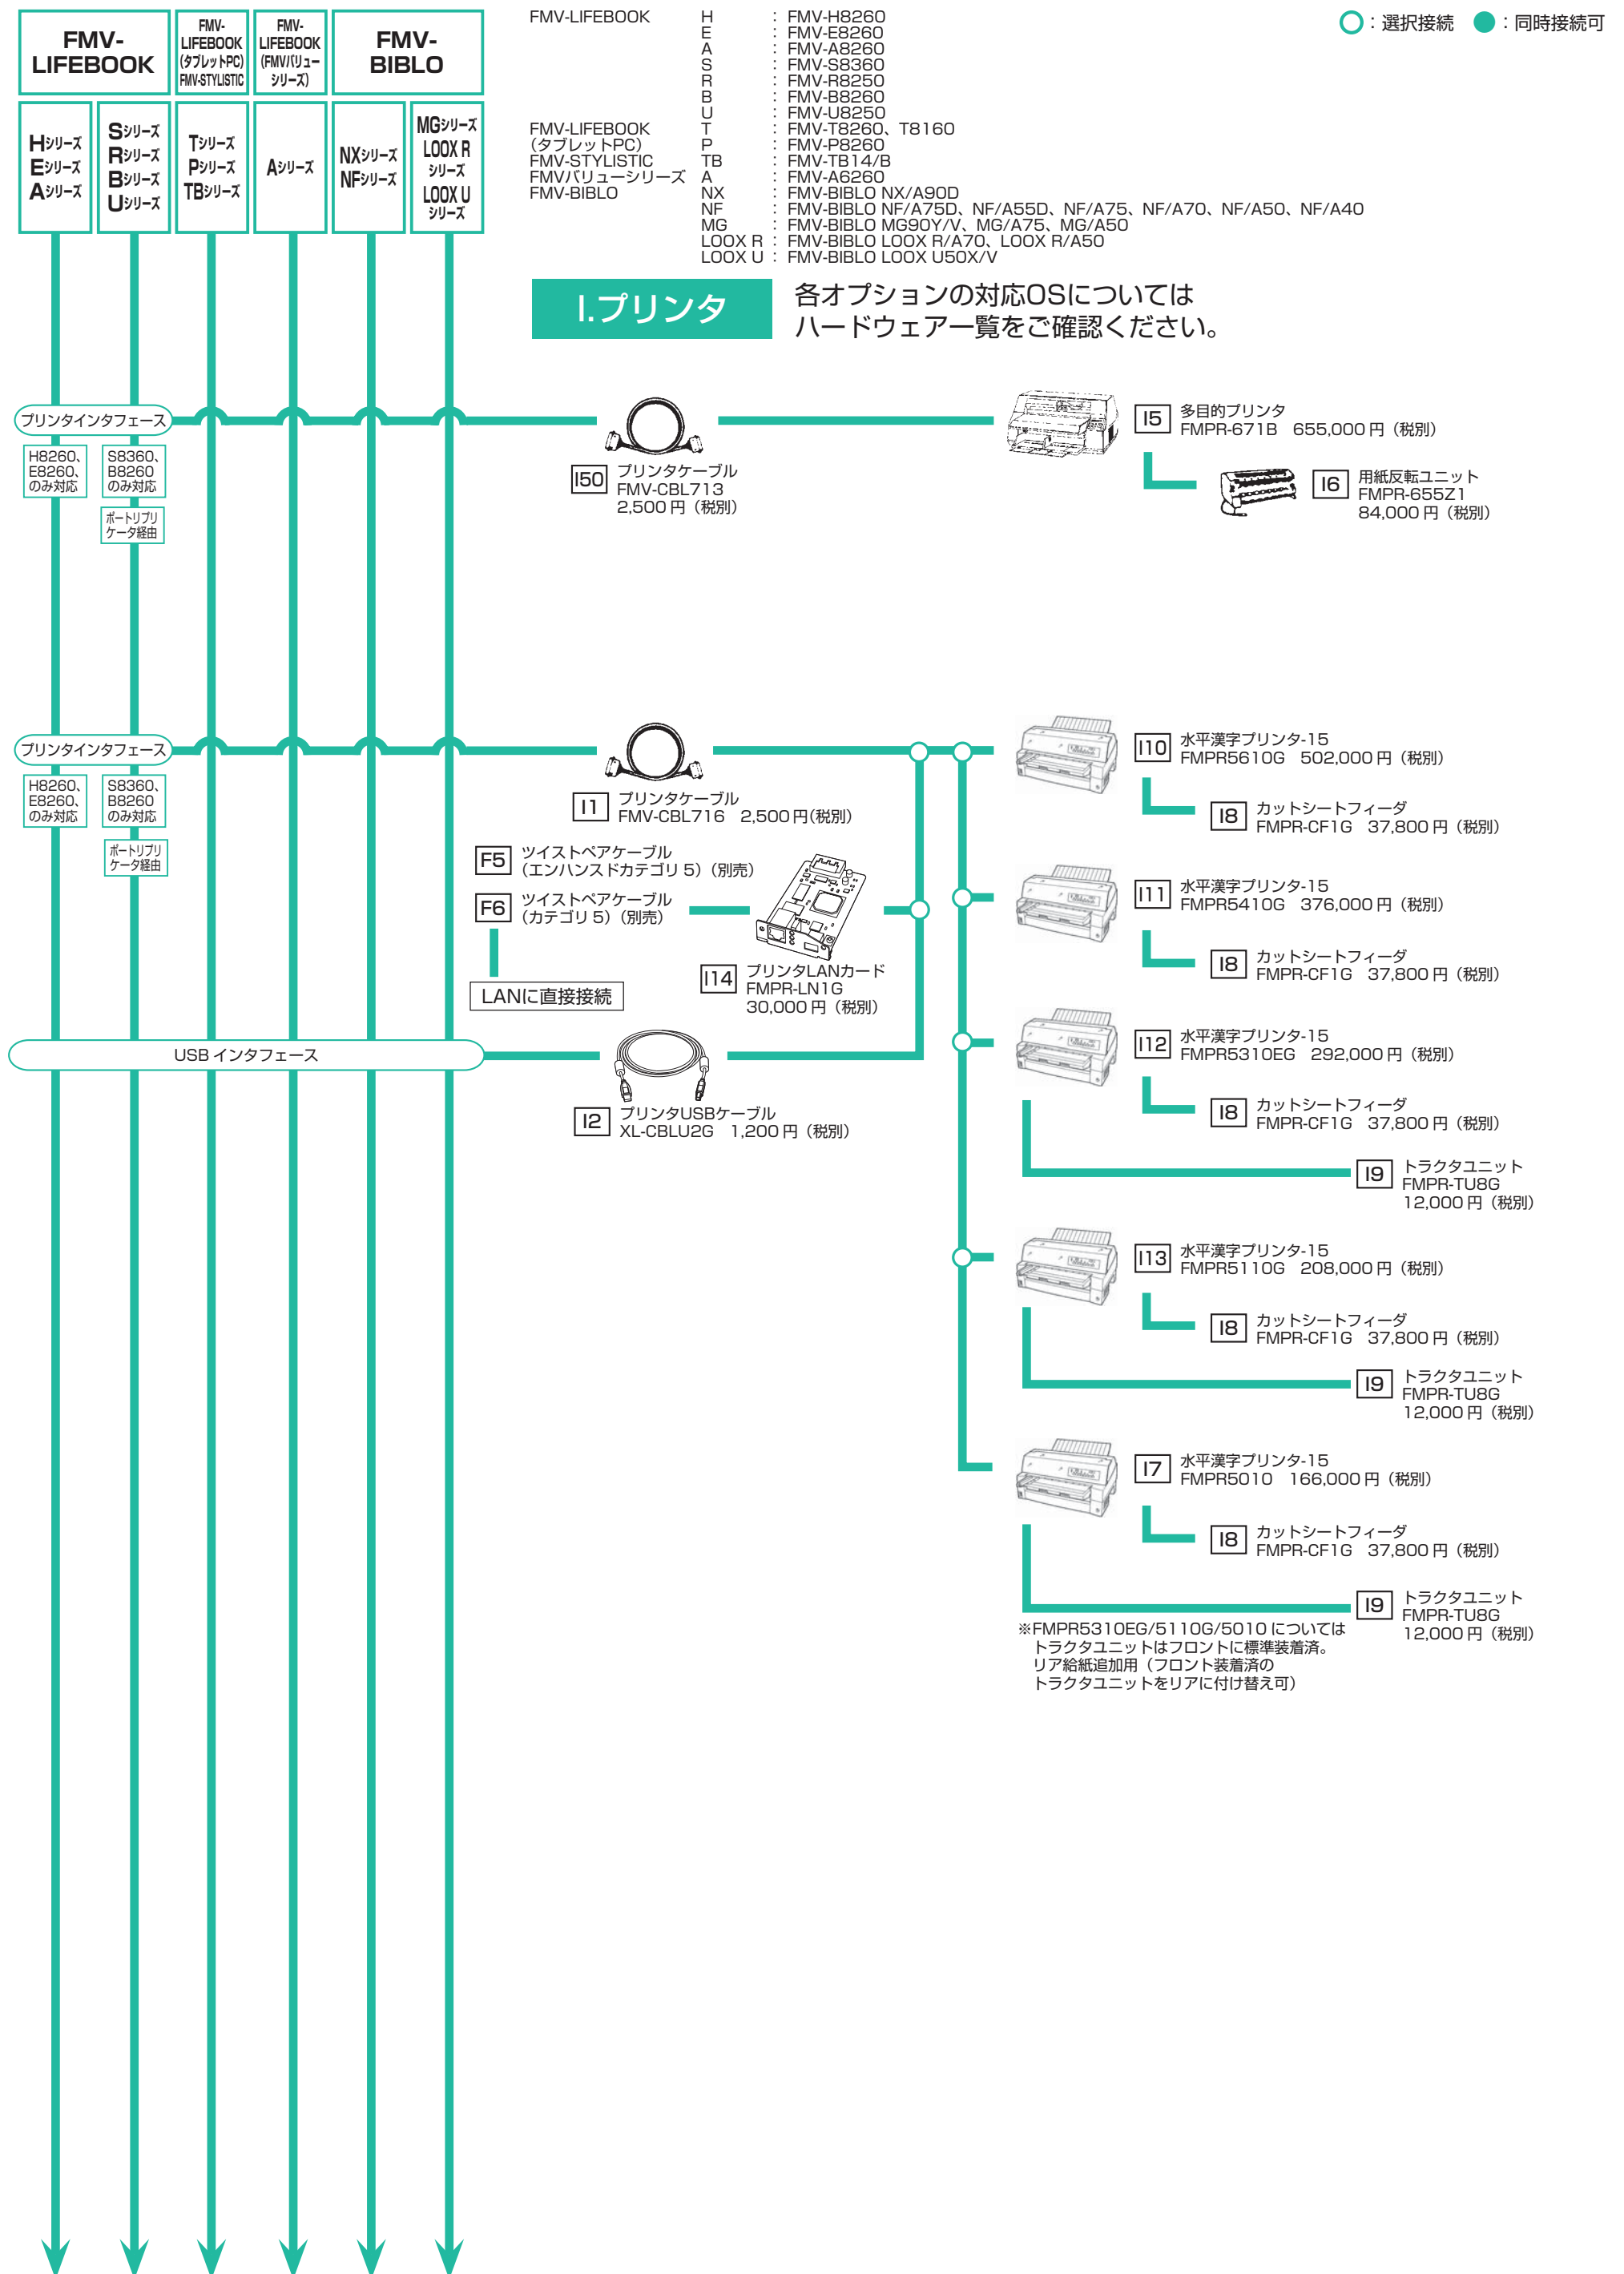 FMV-
LIFEBOOK
FMV-
LIFEBOOK
(タブレットPC)
FMV-STYLISTIC
FMV-
LIFEBOOK
(FMVバリュー
シリーズ)
FMV-
BIBLO
Hシリーズ
Eシリーズ
Aシリーズ
Sシリーズ
Rシリーズ
Bシリーズ
Uシリーズ
Tシリーズ
Pシリーズ
TBシリーズ
Aシリーズ
NXシリーズ
NFシリーズ
MGシリーズ
LOOX R
シリーズ
LOOX U
シリーズ
FMV-LIFEBOOK H : FMV-H8260
E : FMV-E8260
A : FMV-A8260
S : FMV-S8360
R : FMV-R8250
B : FMV-B8260
U : FMV-U8250
FMV-LIFEBOOK T : FMV-T8260、T8160
(タブレットPC) P : FMV-P8260
FMV-STYLISTIC TB : FMV-TB14/B
FMVバリューシリーズ A : FMV-A6260
FMV-BIBLO NX : FMV-BIBLO NX/A90D
NF : FMV-BIBLO NF/A75D、NF/A55D、NF/A75、NF/A70、NF/A50、NF/A40
MG : FMV-BIBLO MG90Y/V、MG/A75、MG/A50
LOOX R : FMV-BIBLO LOOX R/A70、LOOX R/A50
LOOX U : FMV-BIBLO LOOX U50X/V
○：選択接続 ●：同時接続可
I.プリンタ
各オプションの対応OSについては
ハードウェア一覧をご確認ください。
プリンタインタフェース
H8260、
E8260、
のみ対応
S8360、
B8260
のみ対応
ポートリプリ
ケータ経由
I50 プリンタケーブル
FMV-CBL713
2,500円（税別）
I5 多目的プリンタ
FMPR-671B 655,000円（税別）
I6 用紙反転ユニット
FMPR-655Z1
84,000円（税別）
プリンタインタフェース
H8260、
E8260、
のみ対応
S8360、
B8260
のみ対応
ポートリプリ
ケータ経由
I1 プリンタケーブル
FMV-CBL716 2,500円(税別)
F5 ツイストペアケーブル
（エンハンスドカテゴリ5）（別売）
F6 ツイストペアケーブル
（カテゴリ5）（別売）
LANに直接接続
I14 プリンタLANカード
FMPR-LN1G
30,000円（税別）
USB インタフェース
I2 プリンタUSBケーブル
XL-CBLU2G 1,200円（税別）
I10 水平漢字プリンタ-15
FMPR5610G 502,000円（税別）
I8 カットシートフィーダ
FMPR-CF1G 37,800円（税別）
I11 水平漢字プリンタ-15
FMPR5410G 376,000円（税別）
I8 カットシートフィーダ
FMPR-CF1G 37,800円（税別）
I12 水平漢字プリンタ-15
FMPR5310EG 292,000円（税別）
I8 カットシートフィーダ
FMPR-CF1G 37,800円（税別）
I9 トラクタユニット
FMPR-TU8G
12,000円（税別）
I13 水平漢字プリンタ-15
FMPR5110G 208,000円（税別）
I8 カットシートフィーダ
FMPR-CF1G 37,800円（税別）
I9 トラクタユニット
FMPR-TU8G
12,000円（税別）
I7 水平漢字プリンタ-15
FMPR5010 166,000円（税別）
I8 カットシートフィーダ
FMPR-CF1G 37,800円（税別）
I9 トラクタユニット
FMPR-TU8G
12,000円（税別）
※FMPR5310EG/5110G/5010については
トラクタユニットはフロントに標準装着済。
リア給紙追加用（フロント装着済の
トラクタユニットをリアに付け替え可）